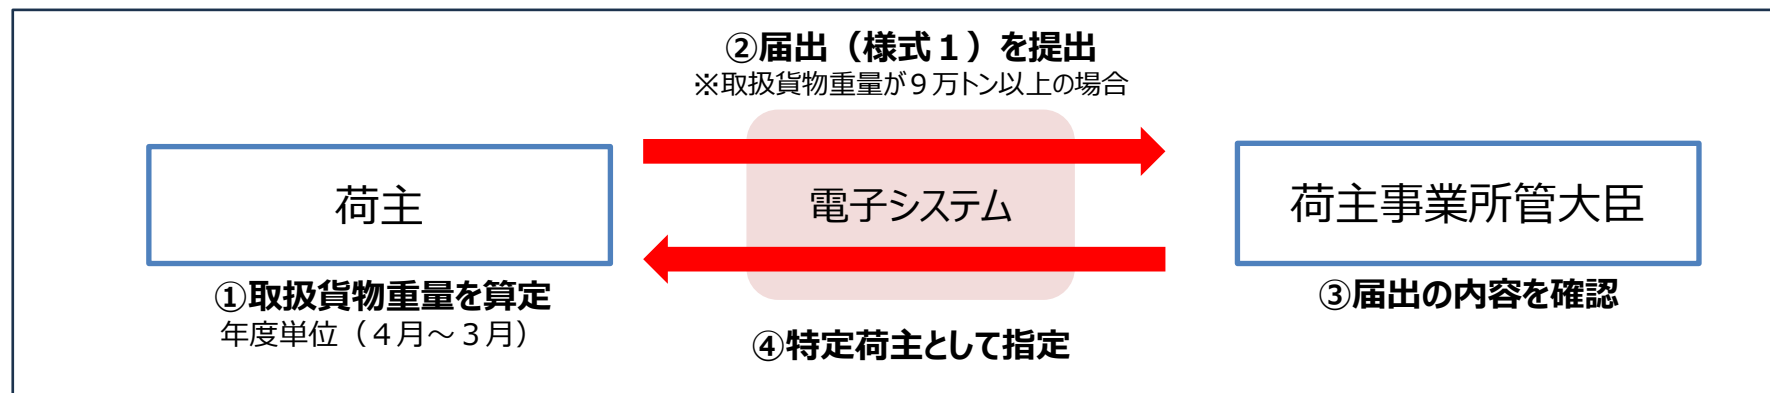 ②届出（様式１）を提出
※取扱貨物重量が９万トン以上の場合
荷主
電子システム
荷主事業所管大臣
①取扱貨物重量を算定
年度単位（４月～３月）
③届出の内容を確認
④特定荷主として指定